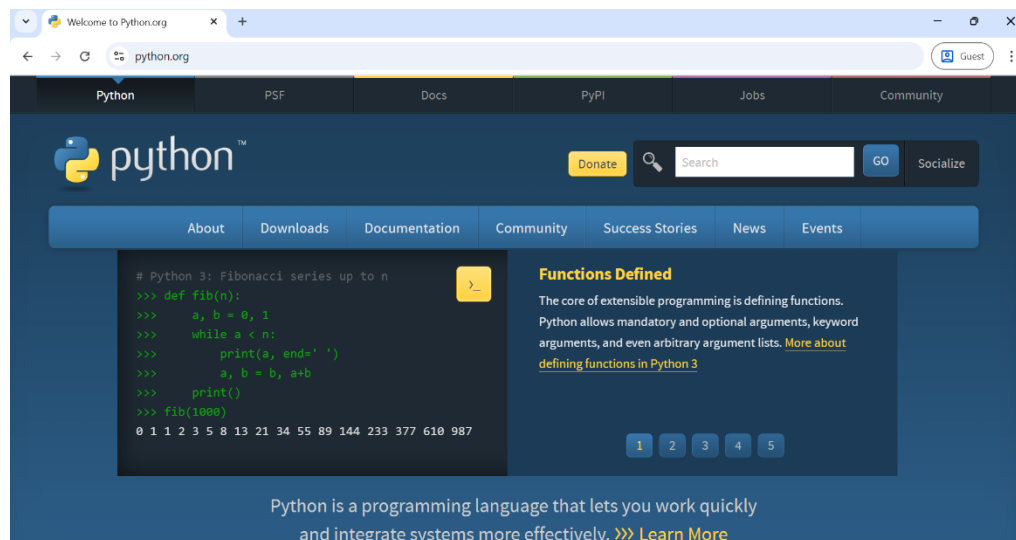 Welcome to Python.org
python.org
Guest
Python PSF Docs PyPI Jobs Community
python™
Donate Search GO Socialize
About Downloads Documentation Community Success Stories News Events
# Python 3: Fibonacci series up to n
>>> def fib(n):
>>>     a, b = 0, 1
>>>     while a < n:
>>>         print(a, end=' ')
>>>         a, b = b, a+b
>>>     print()
>>> fib(1000)
0 1 1 2 3 5 8 13 21 34 55 89 144 233 377 610 987
>_
Functions Defined
The core of extensible programming is defining functions.
Python allows mandatory and optional arguments, keyword
arguments, and even arbitrary argument lists. More about
defining functions in Python 3
1 2 3 4 5
Python is a programming language that lets you work quickly
and integrate systems more effectively. >>> Learn More